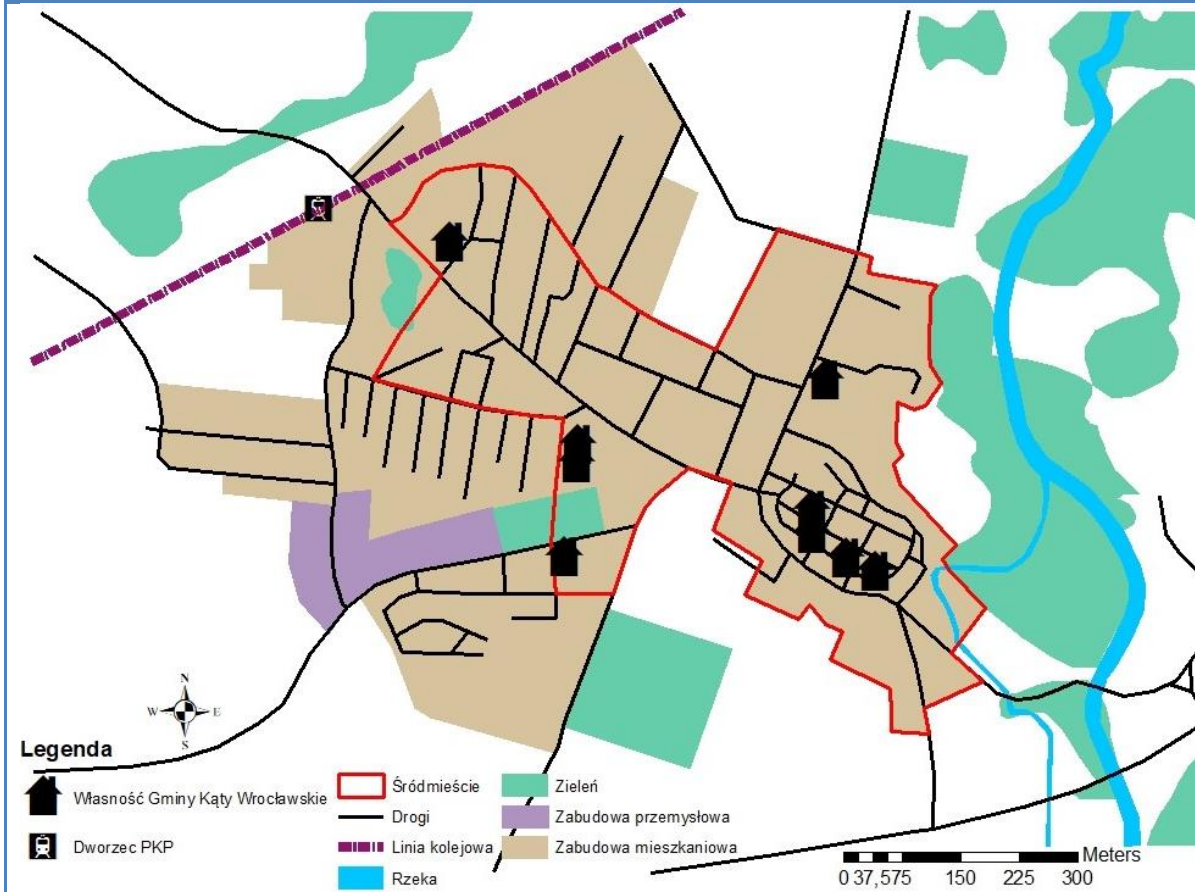 N
W E
S
Legenda
Własność Gminy Kąty Wrocławskie
Dworzec PKP
Śródmieście
Drogi
Linia kolejowa
Rzeka
Zieleń
Zabudowa przemysłowa
Zabudowa mieszkaniowa
Meters
0 37,575 150 225 300